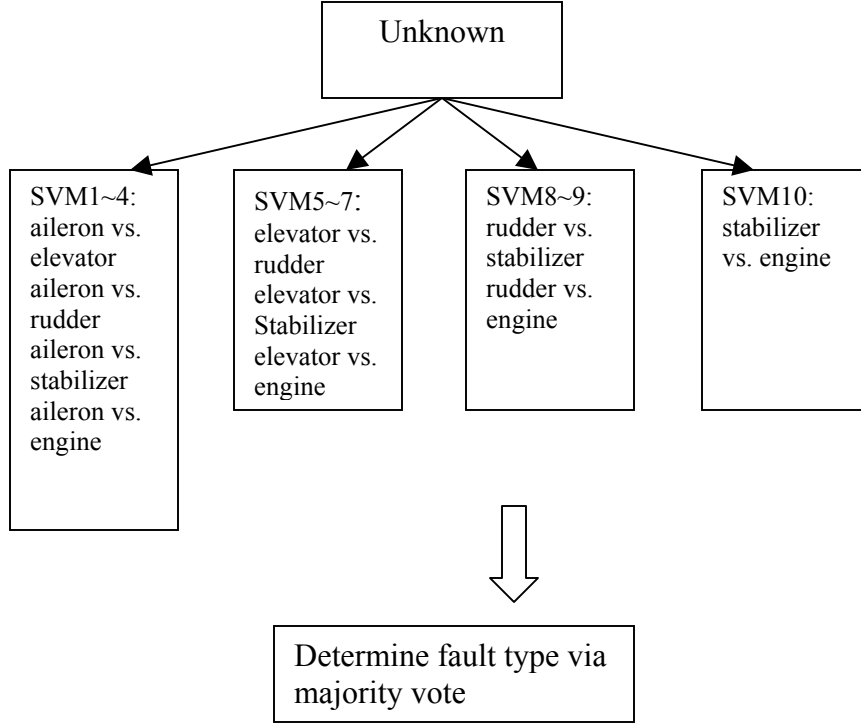 Unknown
SVM1~4:
aileron vs.
elevator
aileron vs.
rudder
aileron vs.
stabilizer
aileron vs.
engine
SVM5~7:
elevator vs.
rudder
elevator vs.
Stabilizer
elevator vs.
engine
SVM8~9:
rudder vs.
stabilizer
rudder vs.
engine
SVM10:
stabilizer
vs. engine
Determine fault type via
majority vote